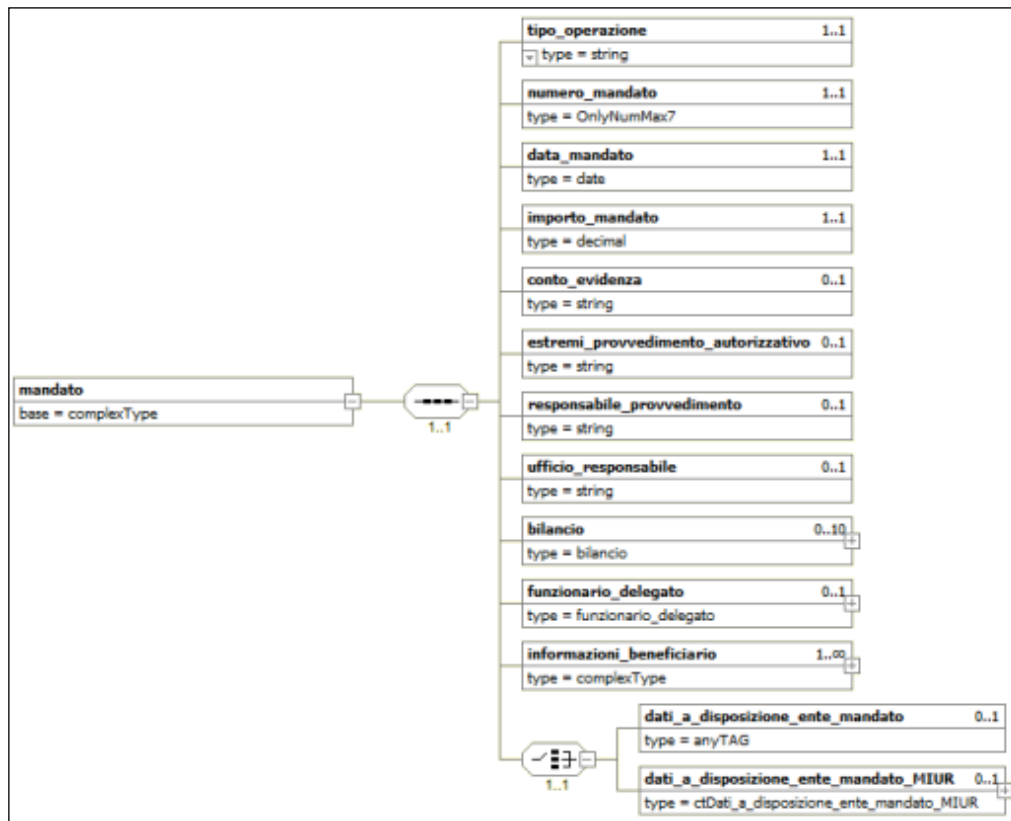 tipo_operazione 1..1
type = string
numero_mandato 1..1
type = OnlyNumMax7
data_mandato 1..1
type = date
importo_mandato 1..1
type = decimal
conto_evidenza 0..1
type = string
estremi_provvedimento_autorizzativo 0..1
type = string
mandato
base = complexType
1..1
responsabile_provvedimento 0..1
type = string
ufficio_responsabile 0..1
type = string
bilancio 0..10
type = bilancio
funzionario_delegato 0..1
type = funzionario_delegato
informazioni_beneficiario 1..∞
type = complexType
dati_a_disposizione_ente_mandato 0..1
type = anyTAG
1..1
dati_a_disposizione_ente_mandato_MIUR 0..1
type = ctDati_a_disposizione_ente_mandato_MIUR